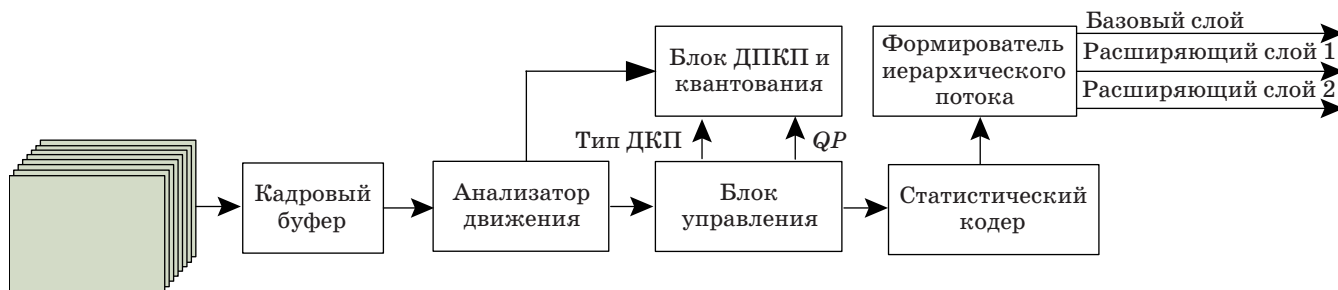 Блок ДПКП и
квантования
Формирователь
иерархического
потока
Базовый слой
Расширяющий слой 1
Расширяющий слой 2
Тип ДКП
QP
Кадровый
буфер
Анализатор
движения
Блок
управления
Статистический
кодер